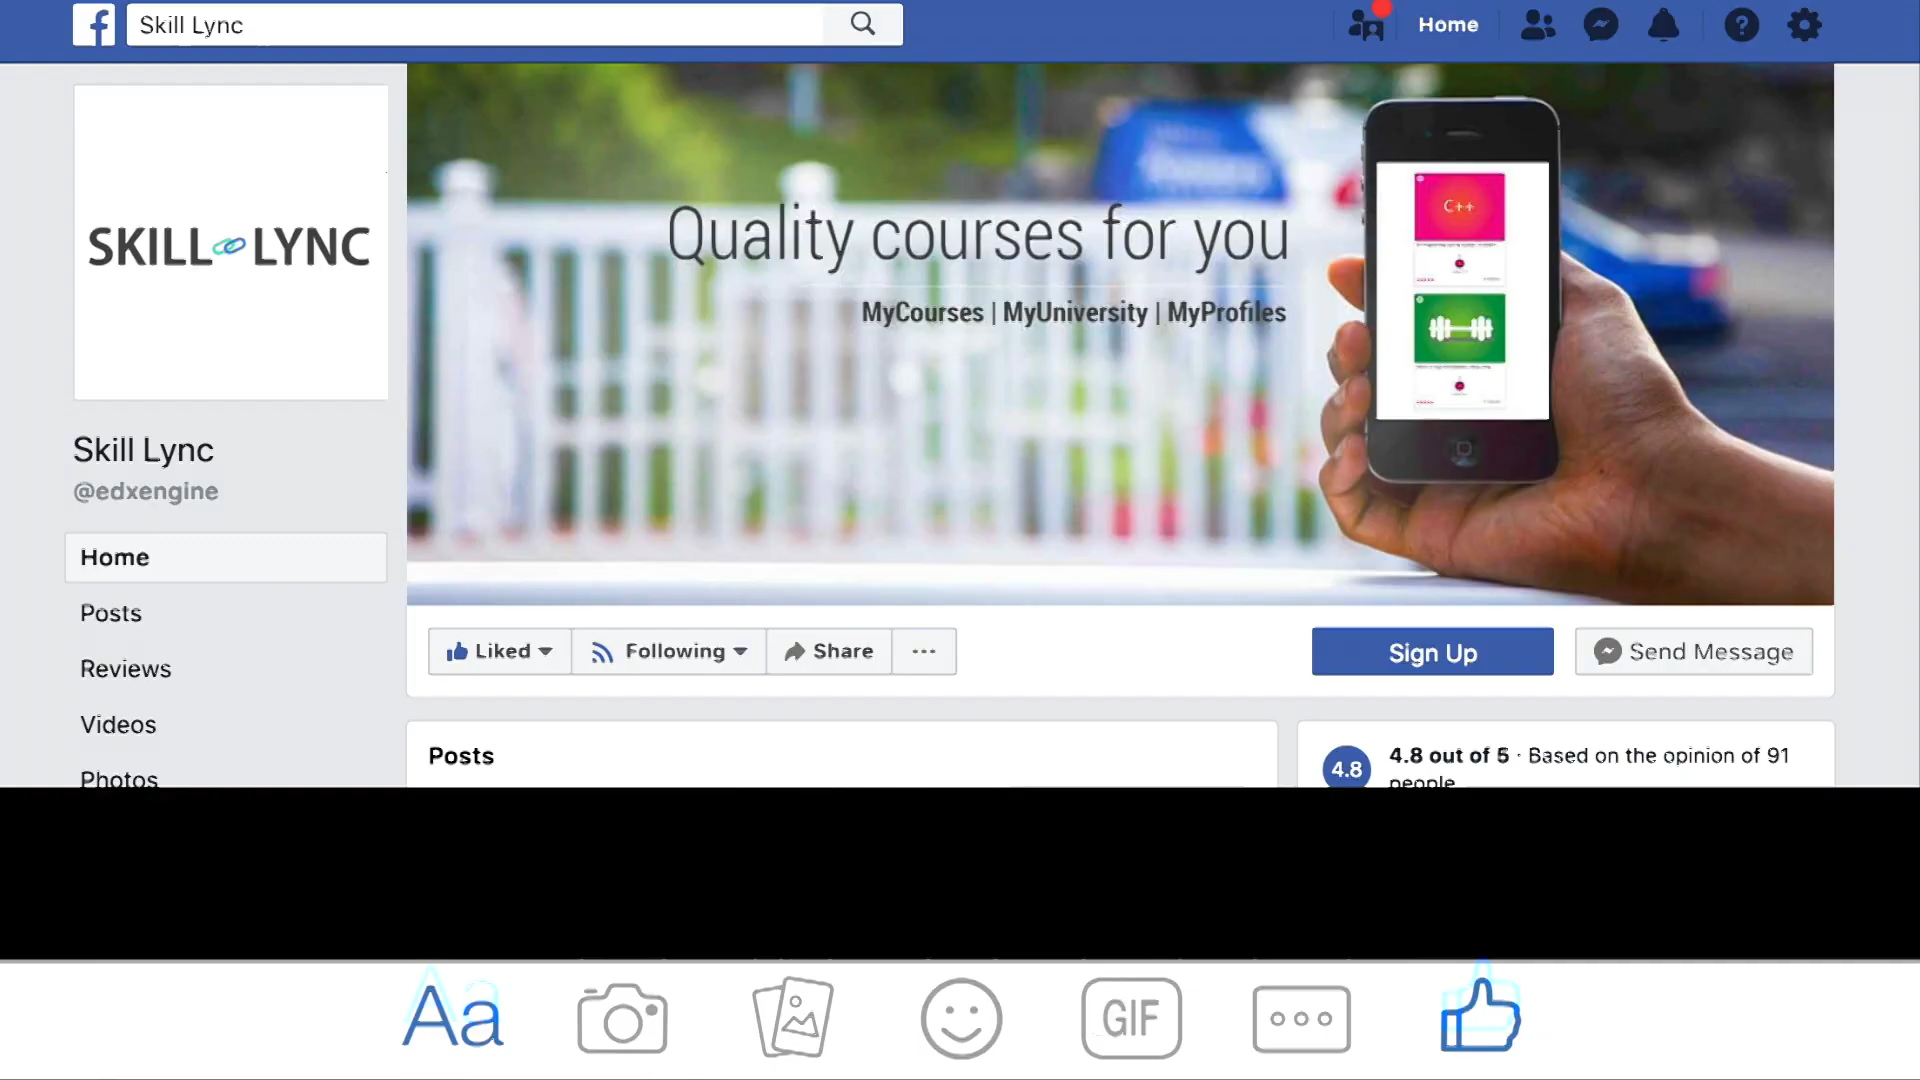 Skill Lync
Home
SKILL LYNC
Quality courses for you
MyCourses | MyUniversity | MyProfiles
C++
Skill Lync
@edxengine
Home
Posts
Reviews
Videos
Photos
Liked
Following
Share
Sign Up
Send Message
Posts
4.8
4.8 out of 5 · Based on the opinion of 91
people
Aa
GIF